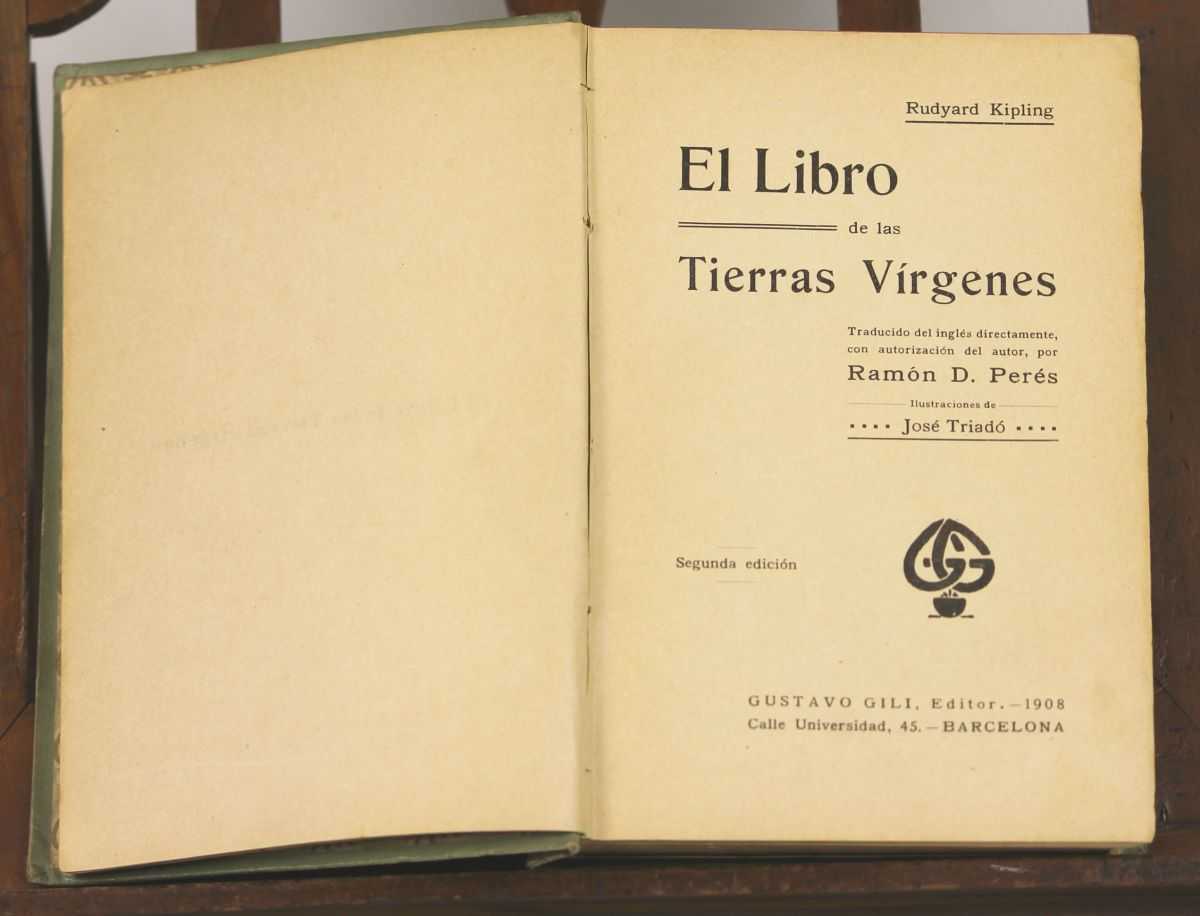 Rudyard Kipling
El Libro
de las
Tierras Vírgenes
Traducido del inglés directamente,
con autorización del autor, por
Ramón D. Perés
Ilustraciones de
José Triadó
Segunda edición
GUSTAVO GILI, Editor.—1908
Calle Universidad, 45.—BARCELONA